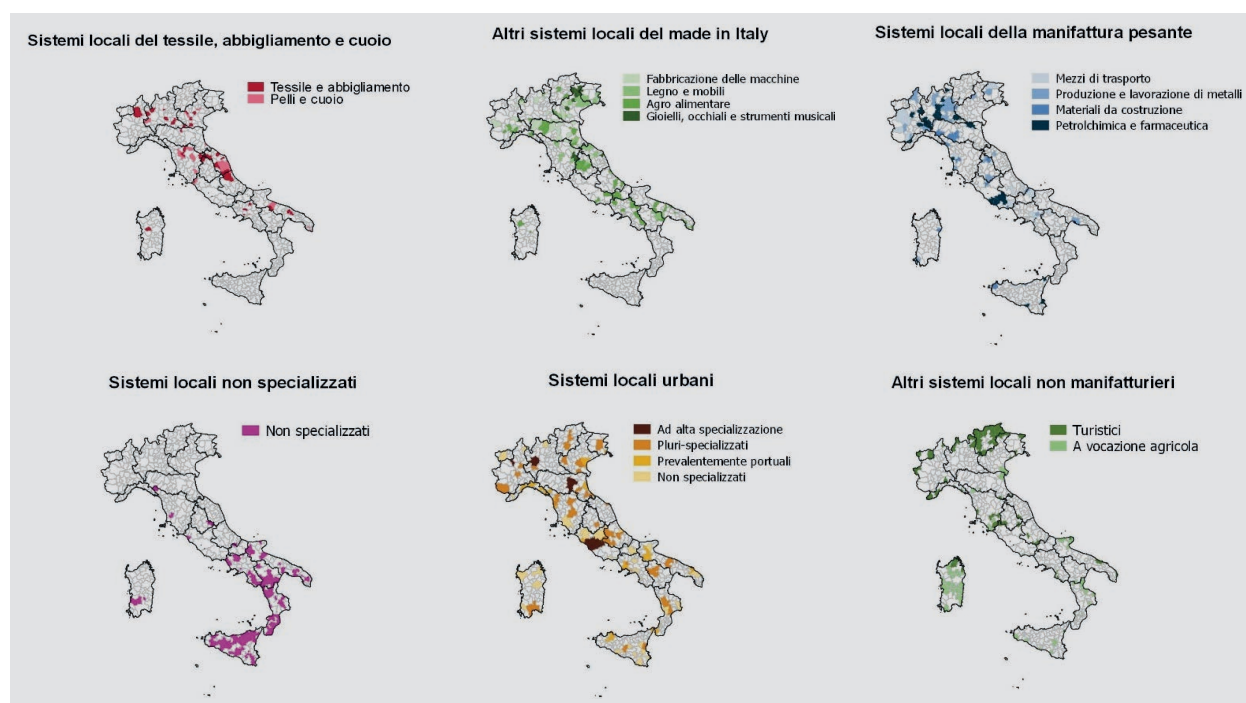 Sistemi locali del tessile, abbigliamento e cuoio
Tessile e abbigliamento
Pelli e cuoio
Altri sistemi locali del made in Italy
Fabbricazione delle macchine
Legno e mobili
Agro alimentare
Gioielli, occhiali e strumenti musicali
Sistemi locali della manifattura pesante
Mezzi di trasporto
Produzione e lavorazione di metalli
Materiali da costruzione
Petrolchimica e farmaceutica
Sistemi locali non specializzati
Non specializzati
Sistemi locali urbani
Ad alta specializzazione
Pluri-specializzati
Prevalentemente portuali
Non specializzati
Altri sistemi locali non manifatturieri
Turistici
A vocazione agricola